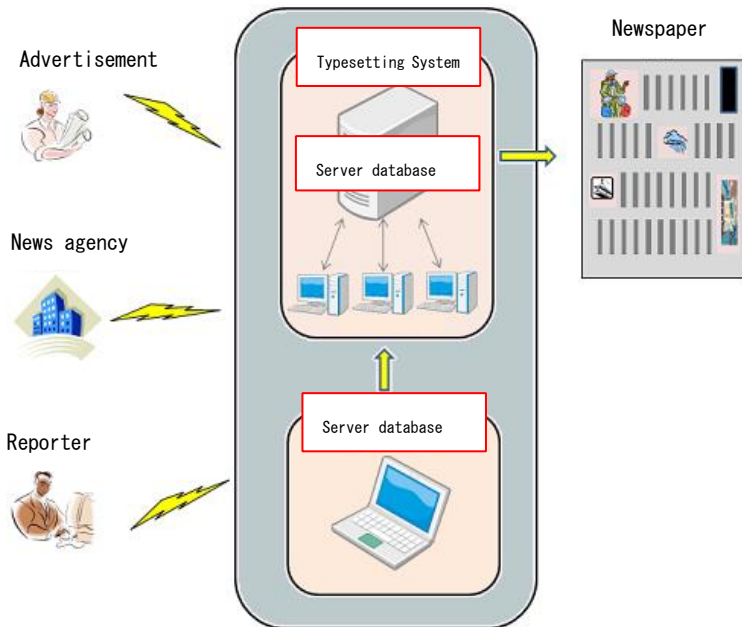 Newspaper
Advertisement
Typesetting System
Server database
News agency
Server database
Reporter